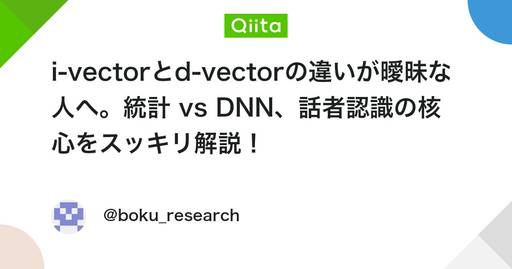 Qiita
i-vectorとd-vectorの違いが曖昧な
人へ。統計 vs DNN、話者認識の核
心をスッキリ解説！
@boku_research